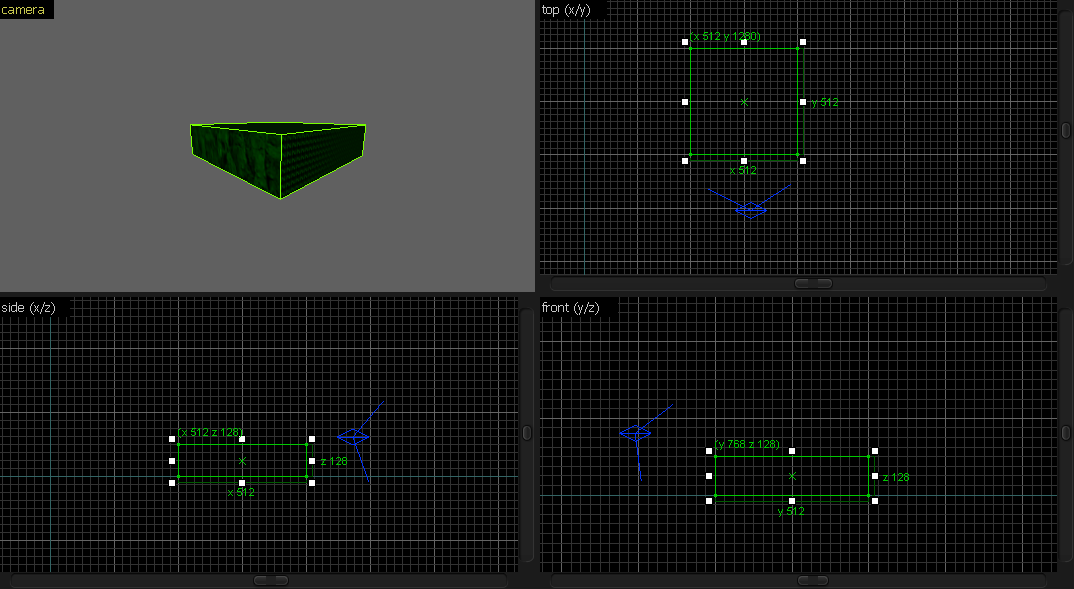 camera
top (x/y)
(x 512 y 1280)
y 512
x 512
side (x/z)
(x 512 z 128)
z 128
x 512
front (y/z)
(y 768 z 128)
z 128
y 512